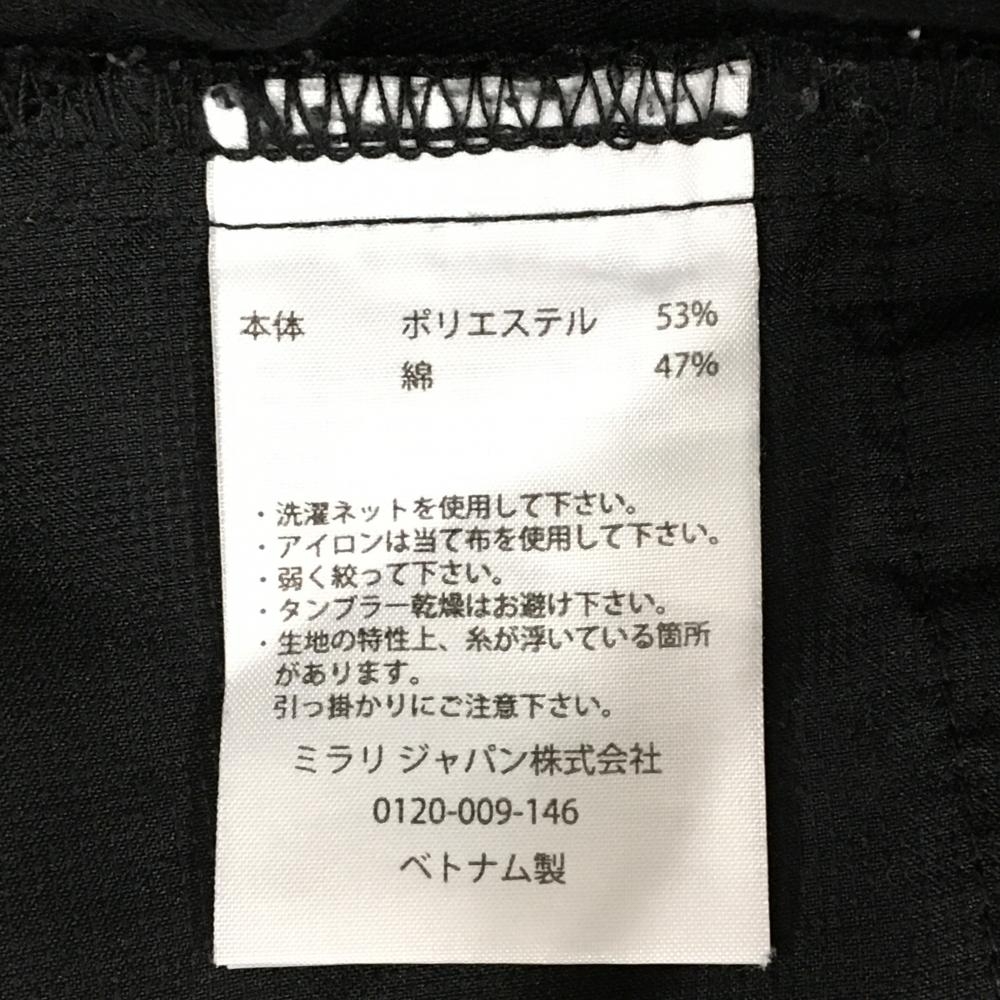 本体 ポリエステル 53%
綿 47%
・洗濯ネットを使用して下さい。
・アイロンは当て布を使用して下さい。
・弱く絞って下さい。
・タンブラー乾燥はお避け下さい。
・生地の特性上、糸が浮いている箇所
があります。
引っ掛かりにご注意下さい。
ミラリ ジャパン株式会社
0120-009-146
ベトナム製